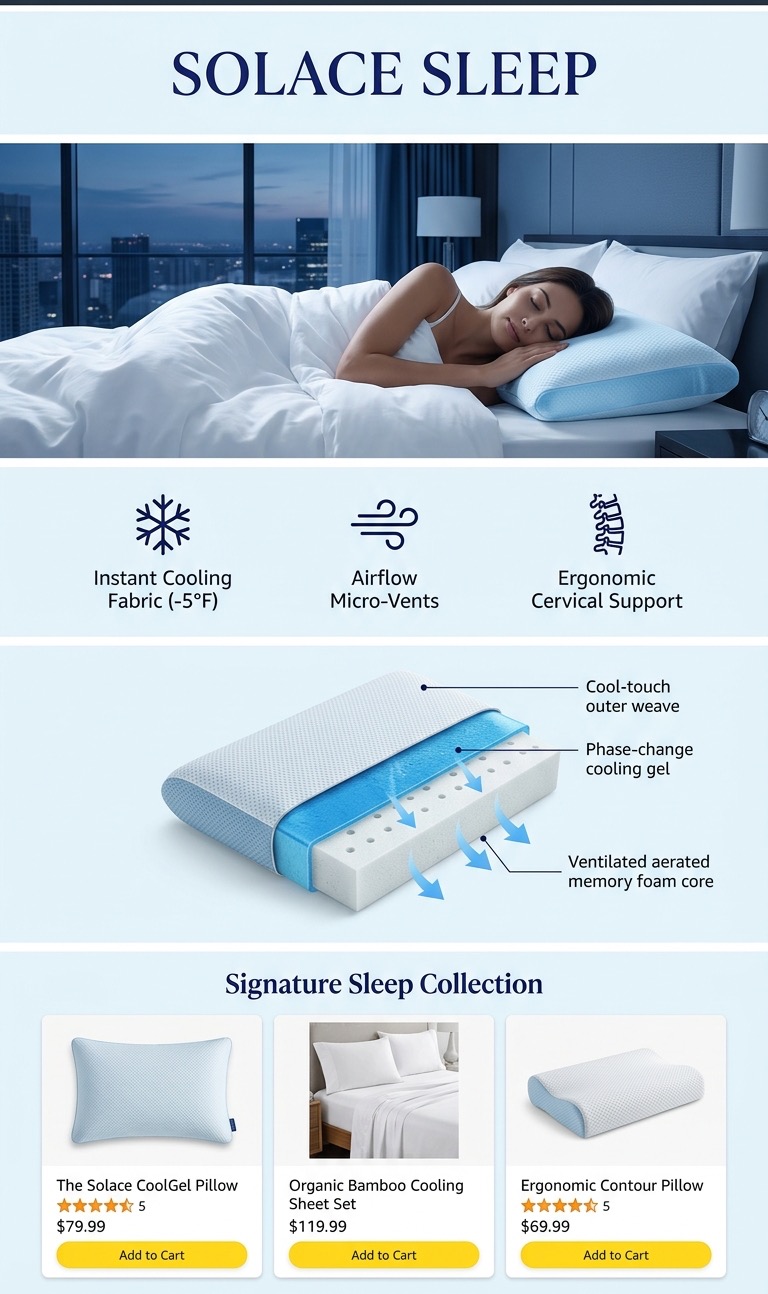 SOLACE SLEEP
Instant Cooling
Fabric (-5°F)
Airflow
Micro-Vents
Ergonomic
Cervical Support
Cool-touch
outer weave
Phase-change
cooling gel
Ventilated aerated
memory foam core
Signature Sleep Collection
The Solace CoolGel Pillow
5
$79.99
Add to Cart
Organic Bamboo Cooling
Sheet Set
$119.99
Add to Cart
Ergonomic Contour Pillow
5
$69.99
Add to Cart